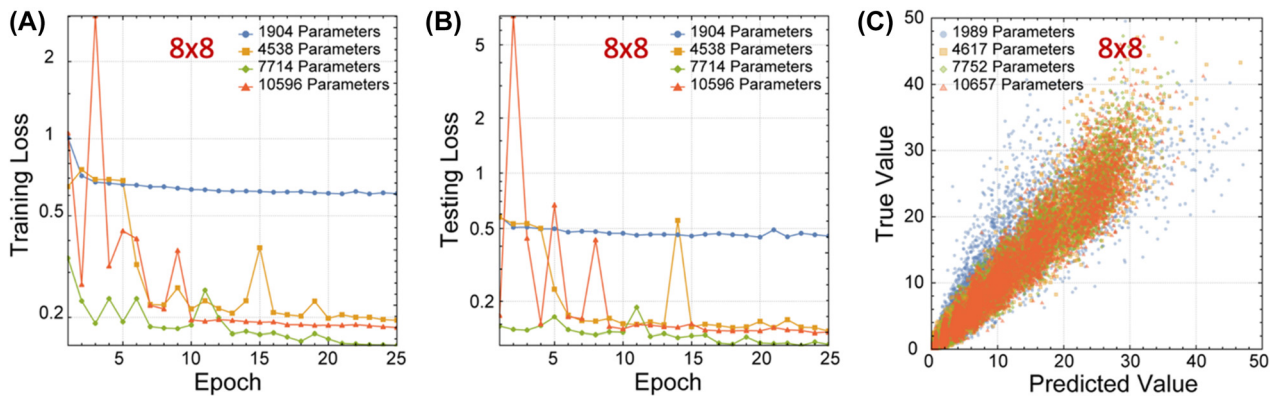 (A)
8x8
1904 Parameters
4538 Parameters
7714 Parameters
10596 Parameters
2
1
0.5
0.2
Training Loss
5
10
15
20
25
Epoch
(B)
8x8
1904 Parameters
4538 Parameters
7714 Parameters
10596 Parameters
5
2
1
0.5
0.2
Testing Loss
5
10
15
20
25
Epoch
(C)
8x8
1989 Parameters
4617 Parameters
7752 Parameters
10657 Parameters
50
40
30
20
10
0
True Value
0
10
20
30
40
50
Predicted Value